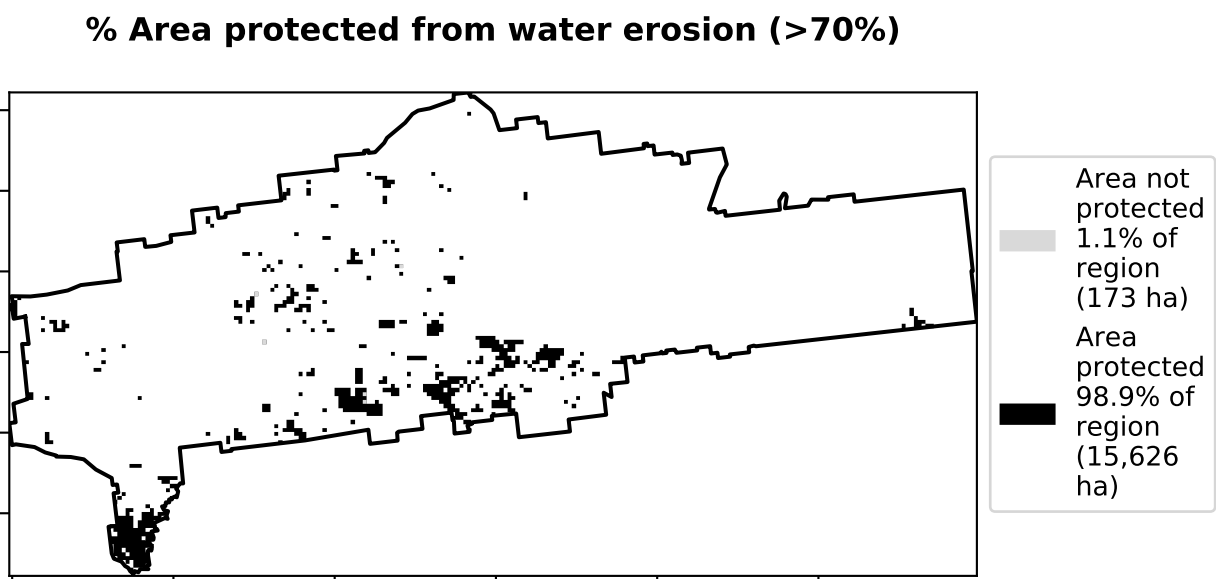 % Area protected from water erosion (>70%)
Area not
protected
1.1% of
region
(173 ha)
Area
protected
98.9% of
region
(15,626
ha)